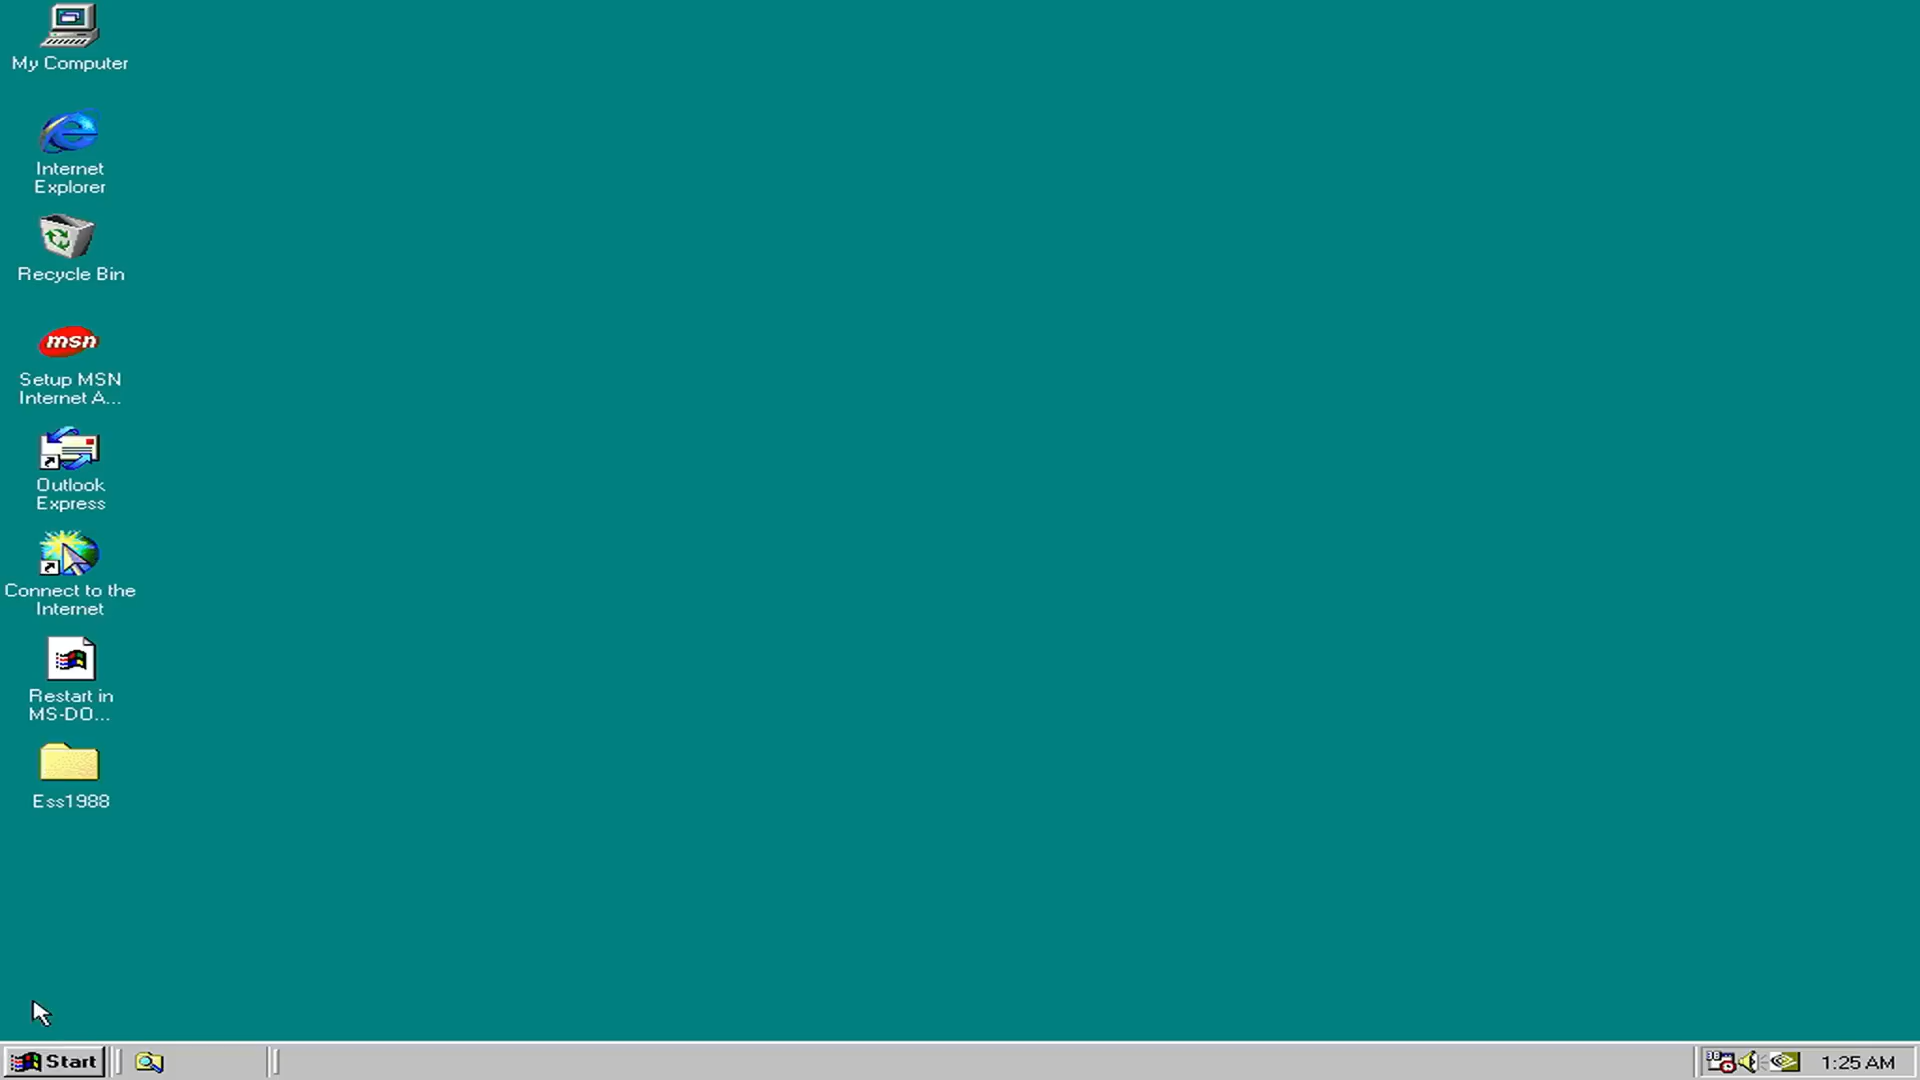 My Computer
Internet
Explorer
Recycle Bin
msn
Setup MSN
Internet A...
Outlook
Express
Connect to the
Internet
Restart in
MS-DO...
Ess1988
Start
1:25 AM